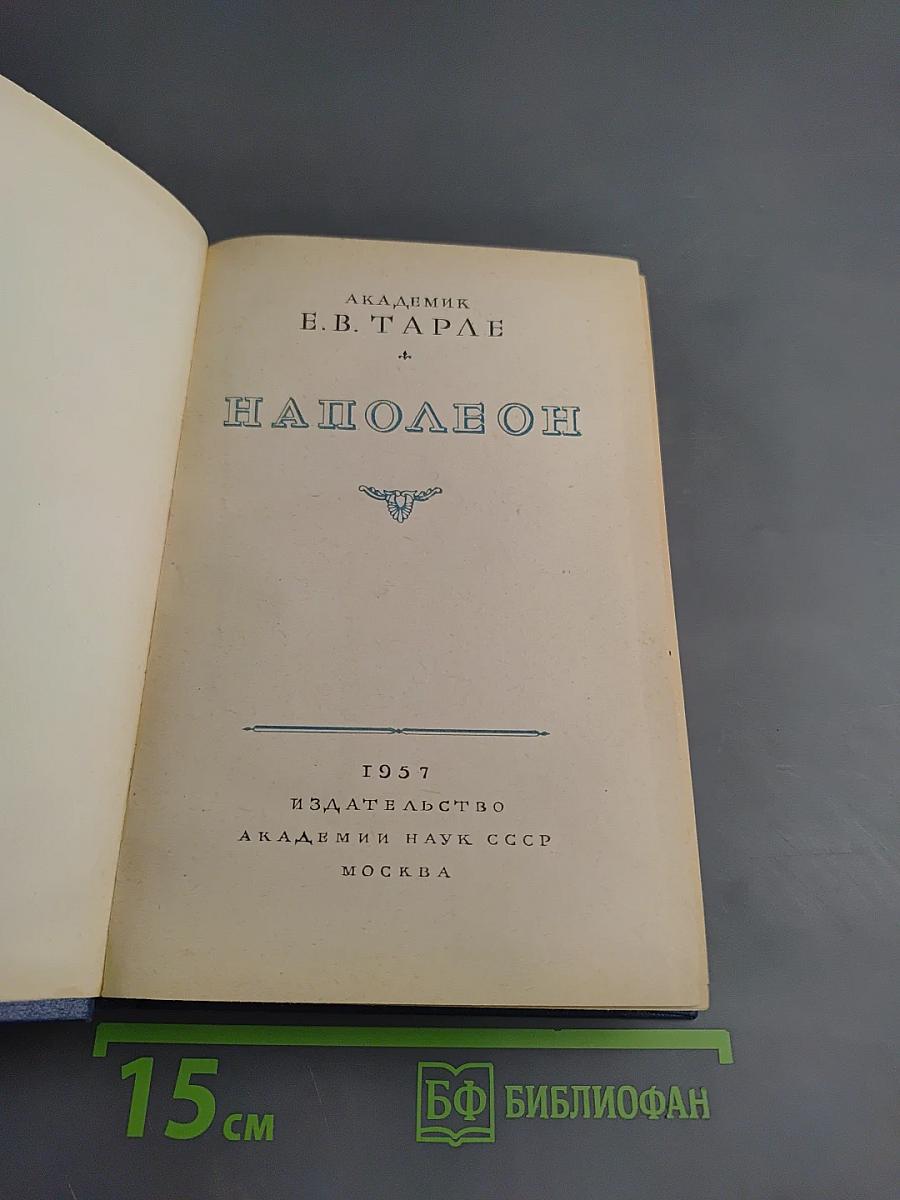 АКАДЕМИК
Е. В. ТАРЛЕ
НАПОЛЕОН
1957
ИЗДАТЕЛЬСТВО
АКАДЕМИИ НАУК СССР
МОСКВА
15 см
БФ БИБЛИОФАН